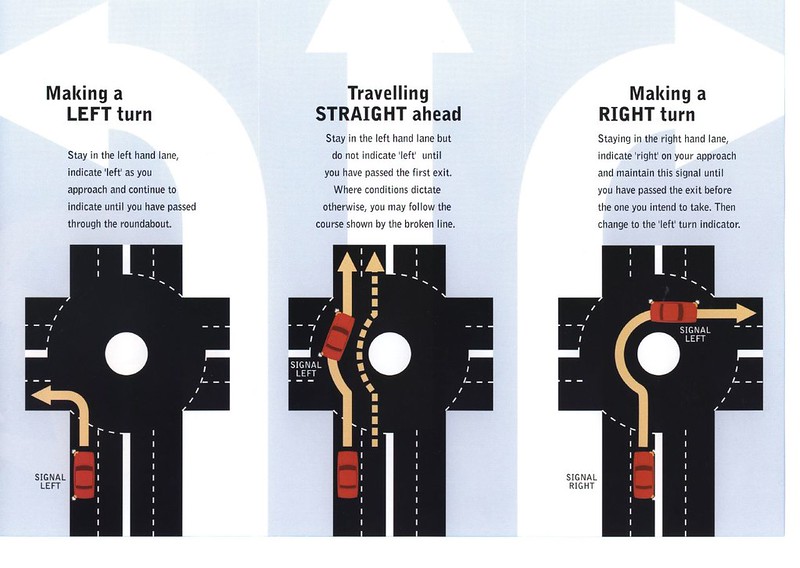 Making a
LEFT turn
Stay in the left hand lane,
indicate 'left' as you
approach and continue to
indicate until you have passed
through the roundabout.
SIGNAL
LEFT
Travelling
STRAIGHT ahead
Stay in the left hand lane but
do not indicate 'left' until
you have passed the first exit.
Where conditions dictate
otherwise, you may follow the
course shown by the broken line.
SIGNAL
LEFT
Making a
RIGHT turn
Staying in the right hand lane,
indicate 'right' on your approach
and maintain this signal until
you have passed the exit before
the one you intend to take. Then
change to the 'left' turn indicator.
SIGNAL
LEFT
SIGNAL
RIGHT